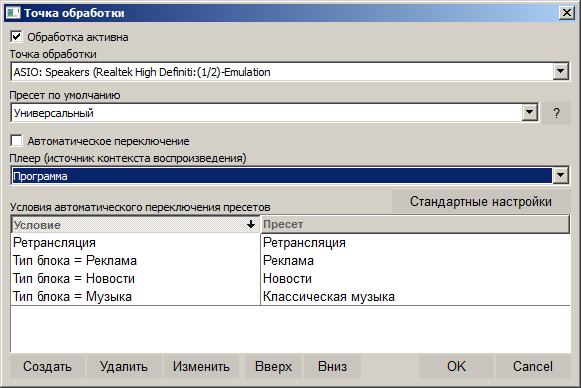 Точка обработки
Обработка активна
Точка обработки
ASIO: Speakers (Realtek High Definiti:(1/2)-Emulation
Пресет по умолчанию
Универсальный
?
Автоматическое переключение
Плеер (источник контекста воспроизведения)
Программа
Стандартные настройки
Условия автоматического переключения пресетов
Условие Пресет
Ретрансляция Ретрансляция
Тип блока = Реклама Реклама
Тип блока = Новости Новости
Тип блока = Музыка Классическая музыка
Создать Удалить Изменить Вверх Вниз OK Cancel